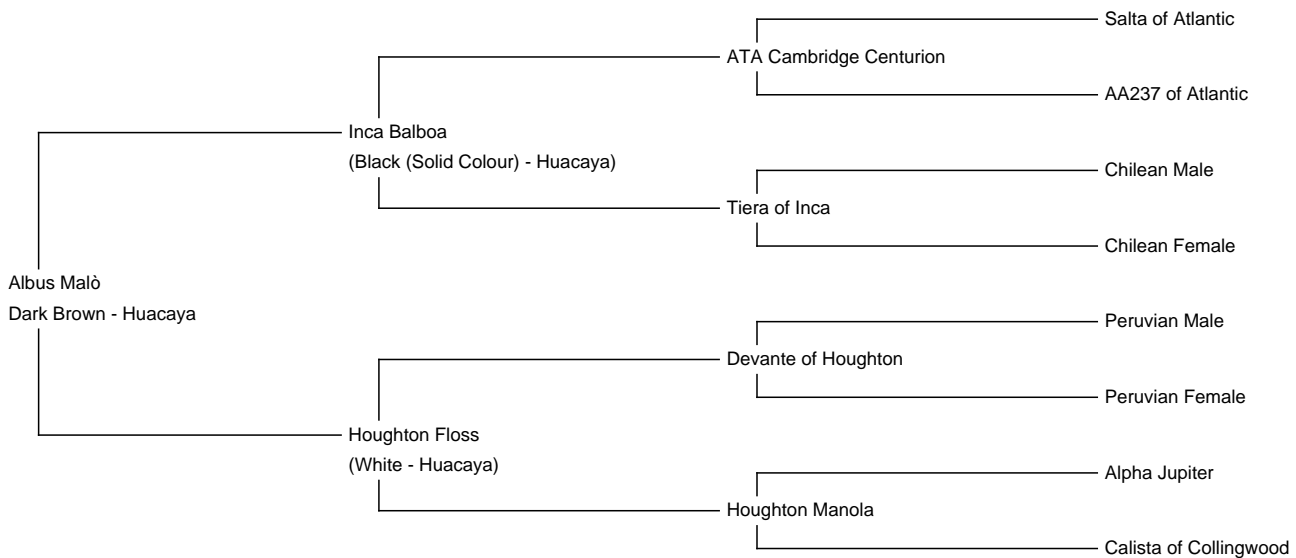 Salta of Atlantic
ATA Cambridge Centurion
AA237 of Atlantic
Inca Balboa
(Black (Solid Colour) - Huacaya)
Chilean Male
Tiera of Inca
Chilean Female
Albus Malò
Dark Brown - Huacaya
Peruvian Male
Devante of Houghton
Peruvian Female
Houghton Floss
(White - Huacaya)
Alpha Jupiter
Houghton Manola
Calista of Collingwood